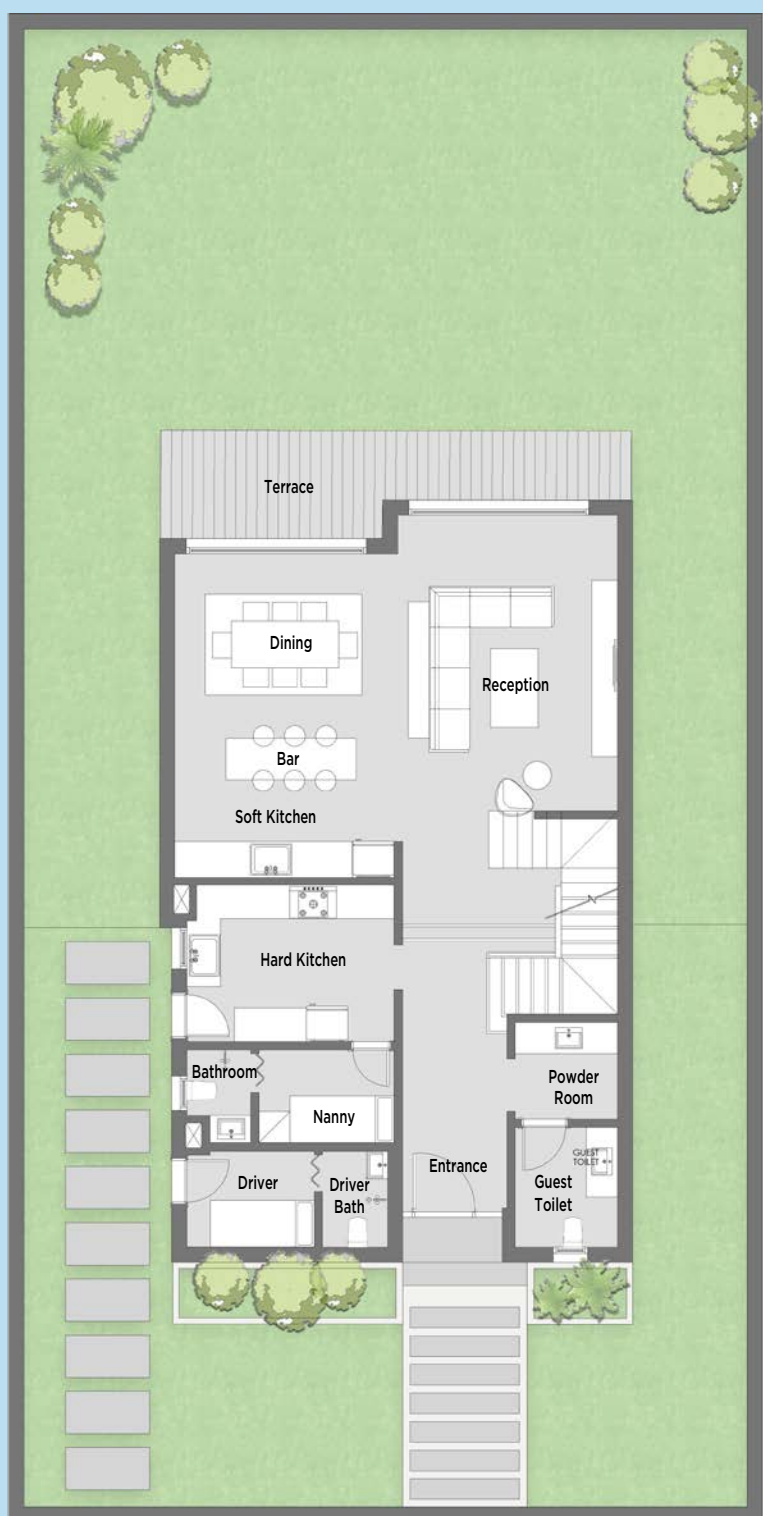 Terrace
Dining
Reception
Bar
Soft Kitchen
Hard Kitchen
Bathroom
Nanny
Powder
Room
Driver
Driver
Bath
Entrance
GUEST
TOILET
Guest
Toilet